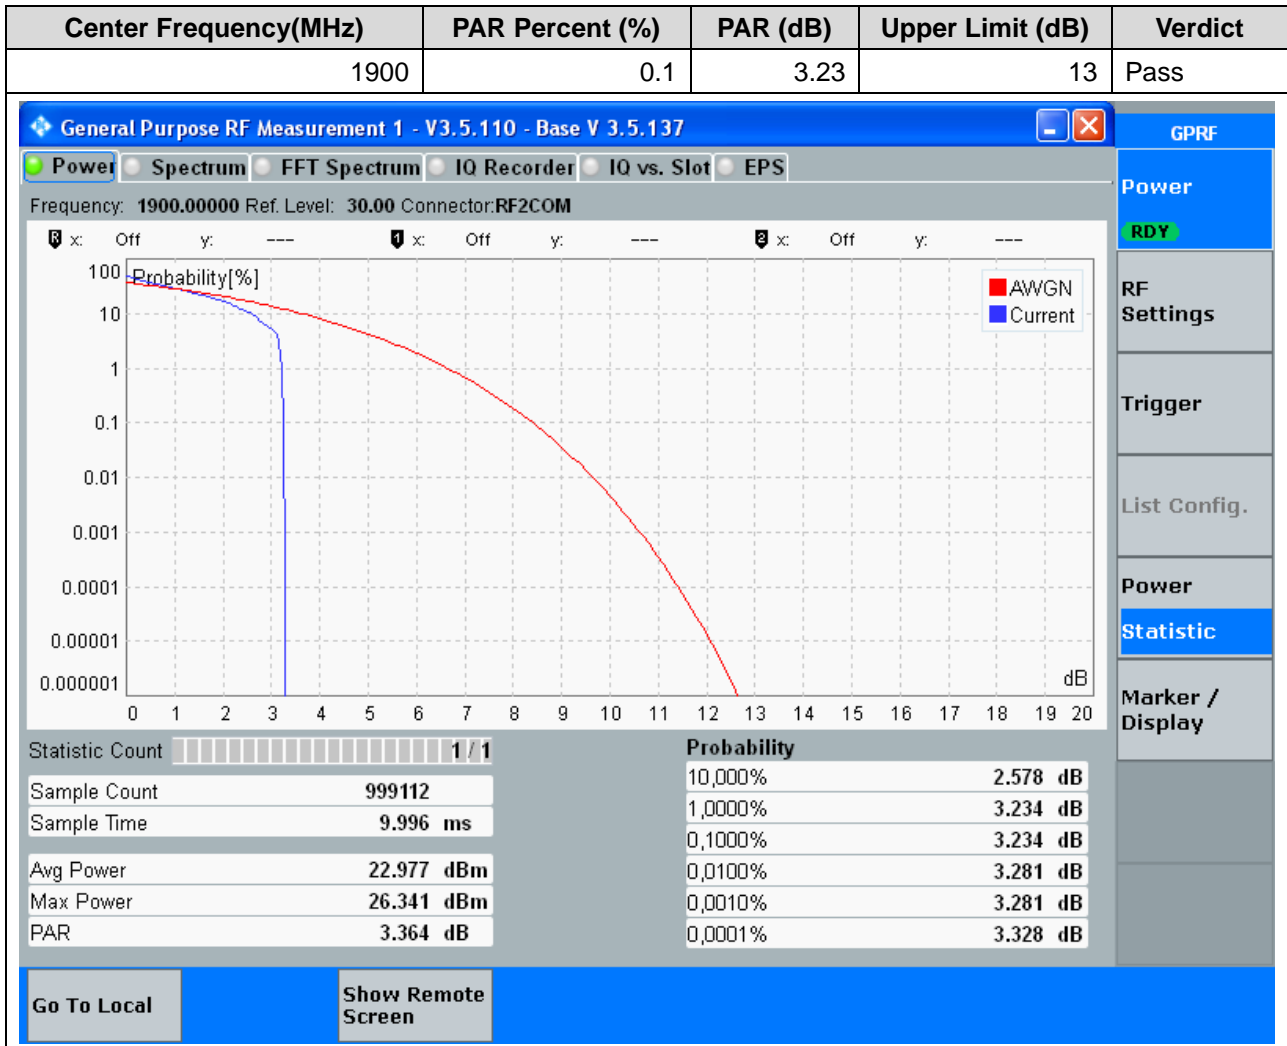 Center Frequency(MHz) PAR Percent (%) PAR (dB) Upper Limit (dB) Verdict
1900 0.1 3.23 13 Pass
General Purpose RF Measurement 1 - V3.5.110 - Base V 3.5.137
GPRF
Power Spectrum FFT Spectrum IQ Recorder IQ vs. Slot EPS
Frequency: 1900.00000 Ref. Level: 30.00 Connector:RF2COM
R x: Off y: --- 1 x: Off y: --- 2 x: Off y: ---
Probability[%]
AWGN
Current
100
10
1
0.1
0.01
0.001
0.0001
0.00001
0.000001
dB
0 1 2 3 4 5 6 7 8 9 10 11 12 13 14 15 16 17 18 19 20
Statistic Count 1 / 1
Sample Count 999112
Sample Time 9.996 ms
Avg Power 22.977 dBm
Max Power 26.341 dBm
PAR 3.364 dB
Probability
10,000% 2.578 dB
1,0000% 3.234 dB
0,1000% 3.234 dB
0,0100% 3.281 dB
0,0010% 3.281 dB
0,0001% 3.328 dB
Power
RDY
RF
Settings
Trigger
List Config.
Power
Statistic
Marker /
Display
Go To Local
Show Remote
Screen